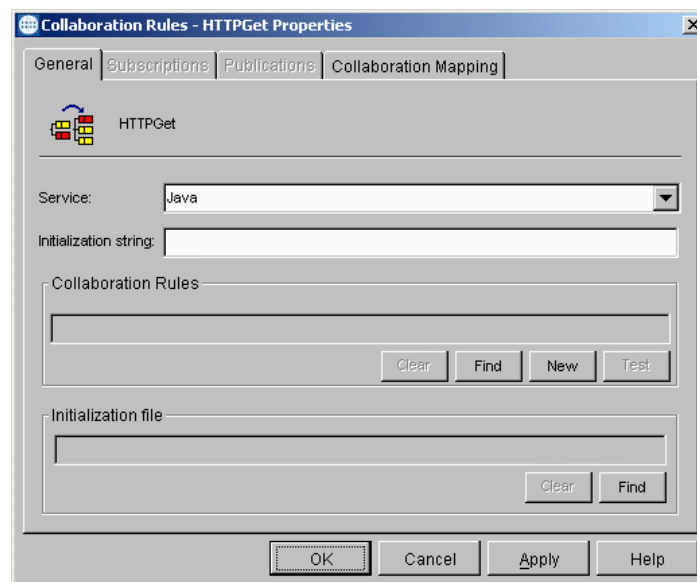 Collaboration Rules - HTTPGet Properties
General Subscriptions Publications Collaboration Mapping
HTTPGet
Service: Java
Initialization string:
Collaboration Rules
Clear Find New Test
Initialization file
Clear Find
OK Cancel Apply Help